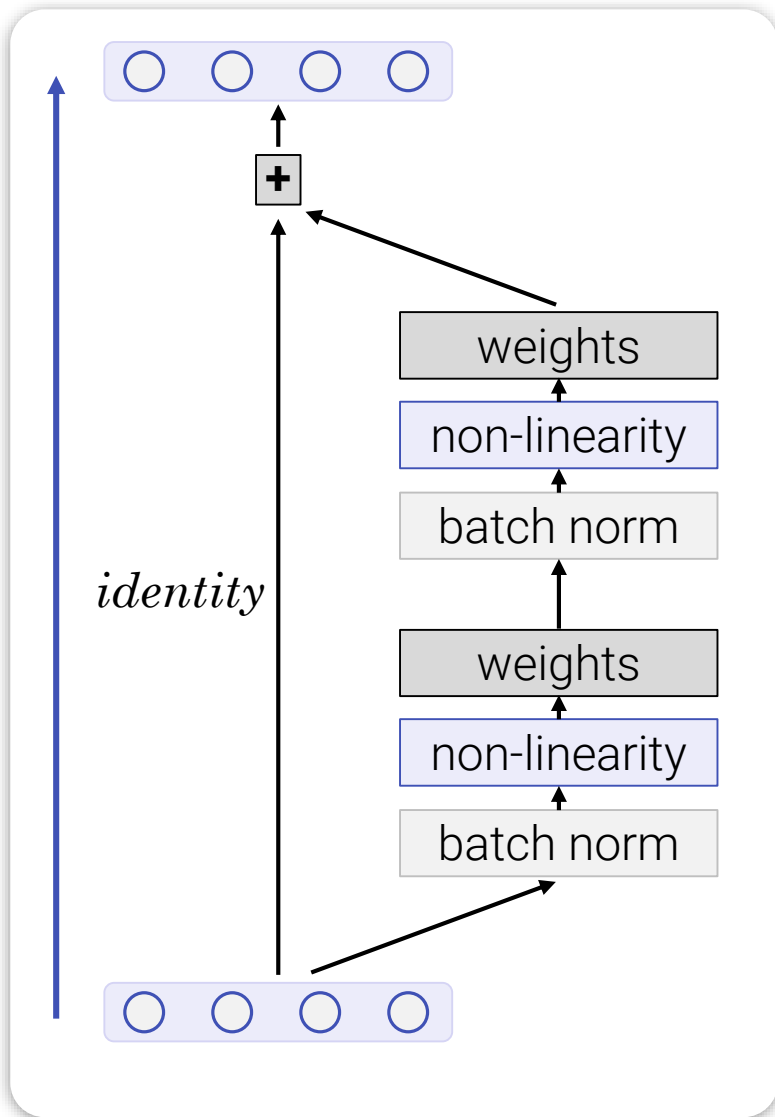 +
weights
non-linearity
batch norm
identity
weights
non-linearity
batch norm